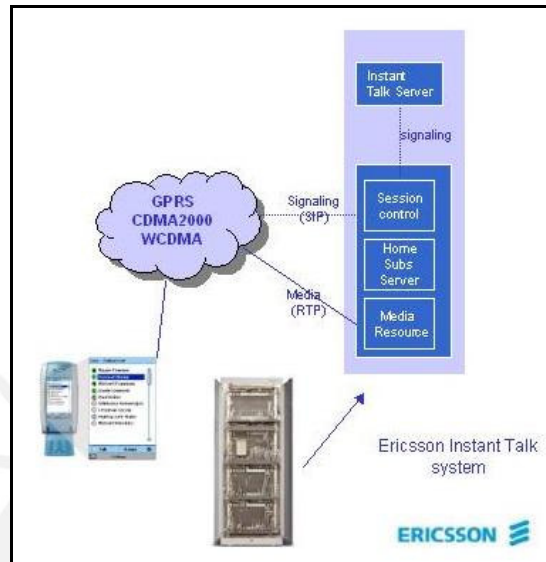 Instant
Talk Server
signaling
GPRS
CDMA2000
WCDMA
Signaling
(SIP)
Session
control
Home
Subs
Server
Media
(RTP)
Media
Resource
Ericsson Instant Talk
system
ERICSSON